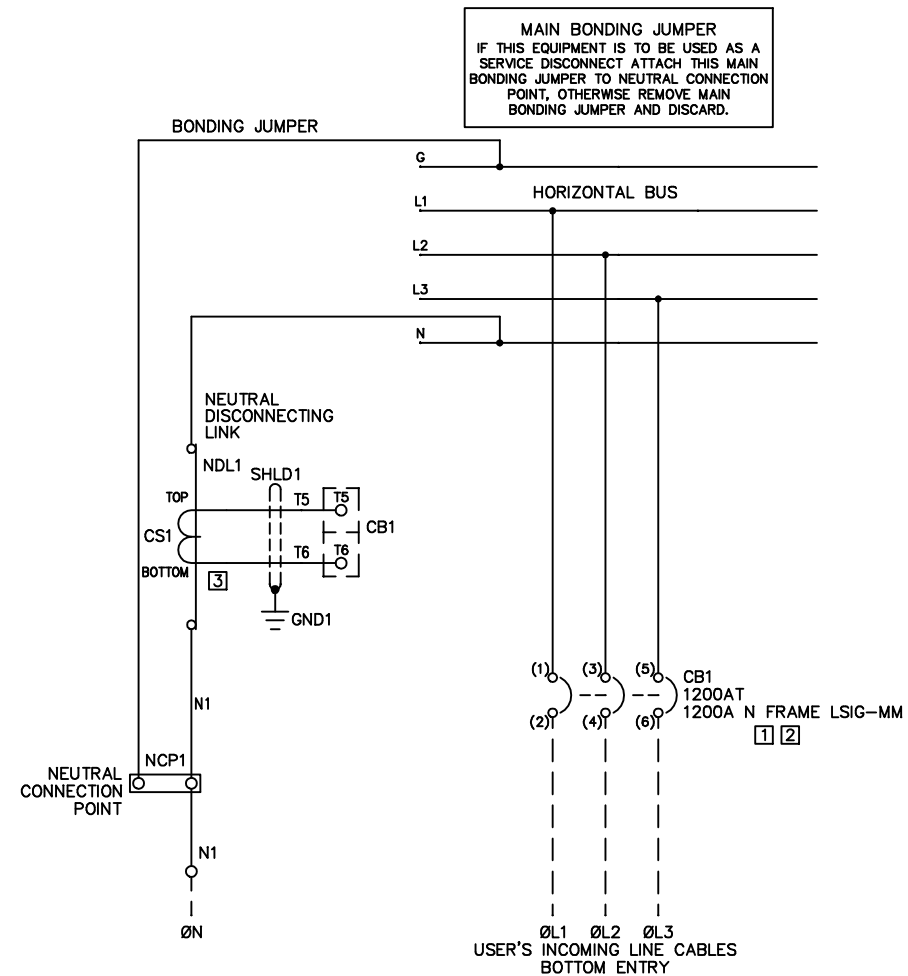 MAIN BONDING JUMPER
IF THIS EQUIPMENT IS TO BE USED AS A
SERVICE DISCONNECT ATTACH THIS MAIN
BONDING JUMPER TO NEUTRAL CONNECTION
POINT, OTHERWISE REMOVE MAIN
BONDING JUMPER AND DISCARD.
BONDING JUMPER
G
HORIZONTAL BUS
L1
L2
L3
N
NEUTRAL
DISCONNECTING
LINK
NDL1
SHLD1
TOP
T5
T5
CS1
CB1
T6
T6
BOTTOM
3
GND1
(1)
(3)
(5)
CB1
1200AT
1200A N FRAME LSIG-MM
(2)
(4)
(6)
1 2
N1
NCP1
NEUTRAL
CONNECTION
POINT
N1
ØN
ØL1 ØL2 ØL3
USER'S INCOMING LINE CABLES
BOTTOM ENTRY